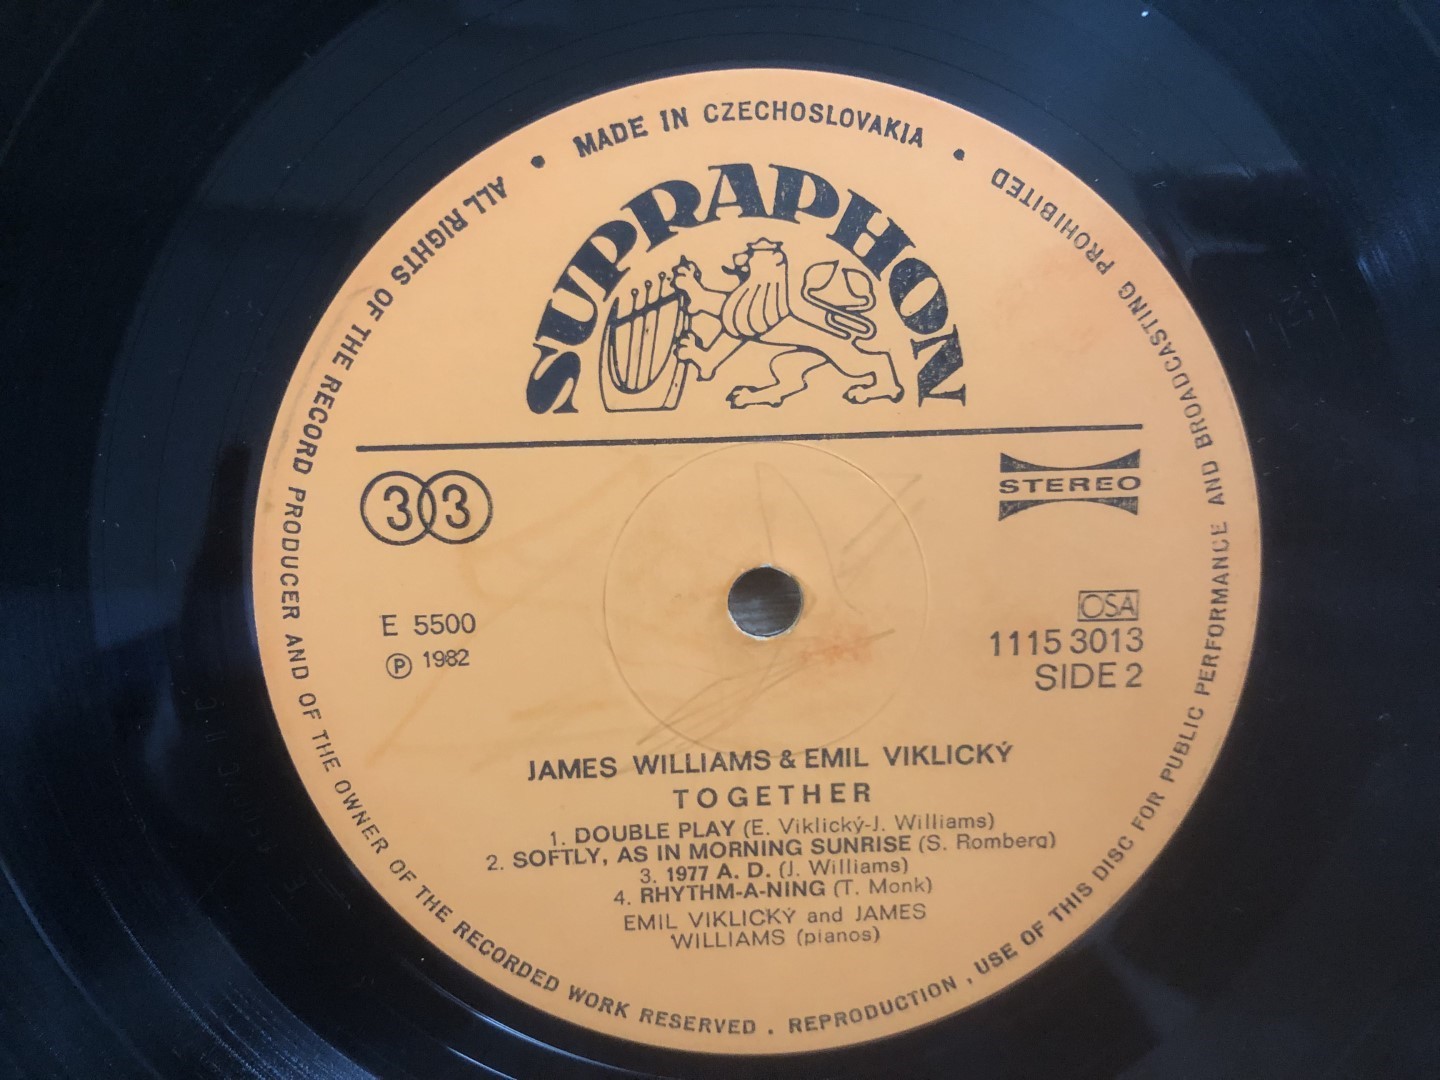 MADE IN CZECHOSLOVAKIA •
PROHIBITED
ALL RIGHTS OF THE RECORD PRODUCER AND OF THE OWNER OF THE RECORDED WORK RESERVED . REPRODUCTION , USE OF THIS DISC FOR PUBLIC PERFORMANCE AND BROADCASTING
SUPRAPHON
33
STEREO
E 5500
Ⓟ 1982
OSA
1115 3013
SIDE 2
JAMES WILLIAMS & EMIL VIKLICKÝ
TOGETHER
1. DOUBLE PLAY (E. Viklický-J. Williams)
2. SOFTLY, AS IN MORNING SUNRISE (S. Romberg)
3. 1977 A. D. (J. Williams)
4. RHYTHM-A-NING (T. Monk)
EMIL VIKLICKÝ and JAMES
WILLIAMS (pianos)